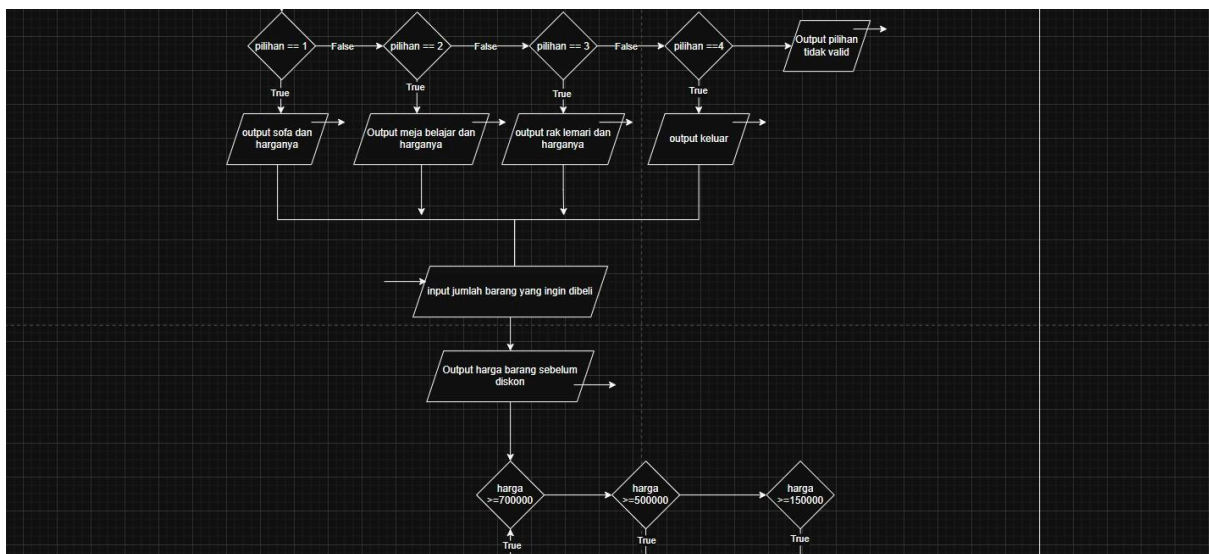 pilihan == 1
False
pilihan == 2
False
pilihan == 3
False
pilihan ==4
Output pilihan
tidak valid
True
True
True
True
output sofa dan
harganya
Output meja belajar dan
harganya
output rak lemari dan
harganya
output keluar
input jumlah barang yang ingin dibeli
Output harga barang sebelum
diskon
harga
>=700000
harga
>=500000
harga
>=150000
True
True
True